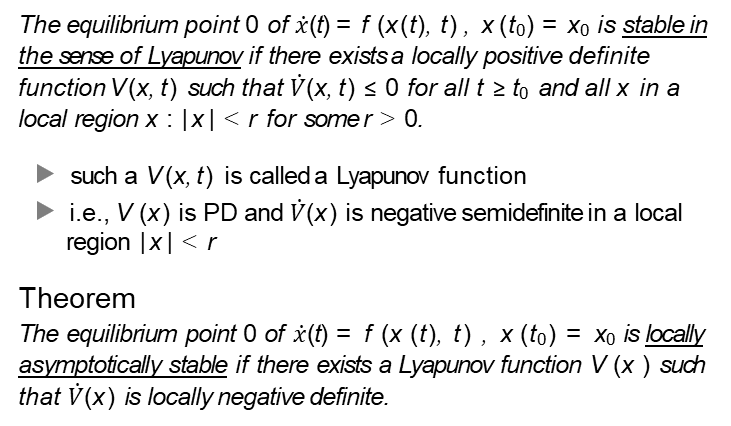 The equilibrium point 0 of ẋ(t) = f (x(t), t) , x (t₀) = x₀ is stable in
the sense of Lyapunov if there exists a locally positive definite
function V(x, t) such that V̇(x, t) ≤ 0 for all t ≥ t₀ and all x in a
local region x : |x| < r for some r > 0.
▶ such a V(x, t) is called a Lyapunov function
▶ i.e., V (x) is PD and V̇(x) is negative semidefinite in a local
region |x| < r
Theorem
The equilibrium point 0 of ẋ(t) = f (x (t), t) , x (t₀) = x₀ is locally
asymptotically stable if there exists a Lyapunov function V (x ) such
that V̇(x) is locally negative definite.